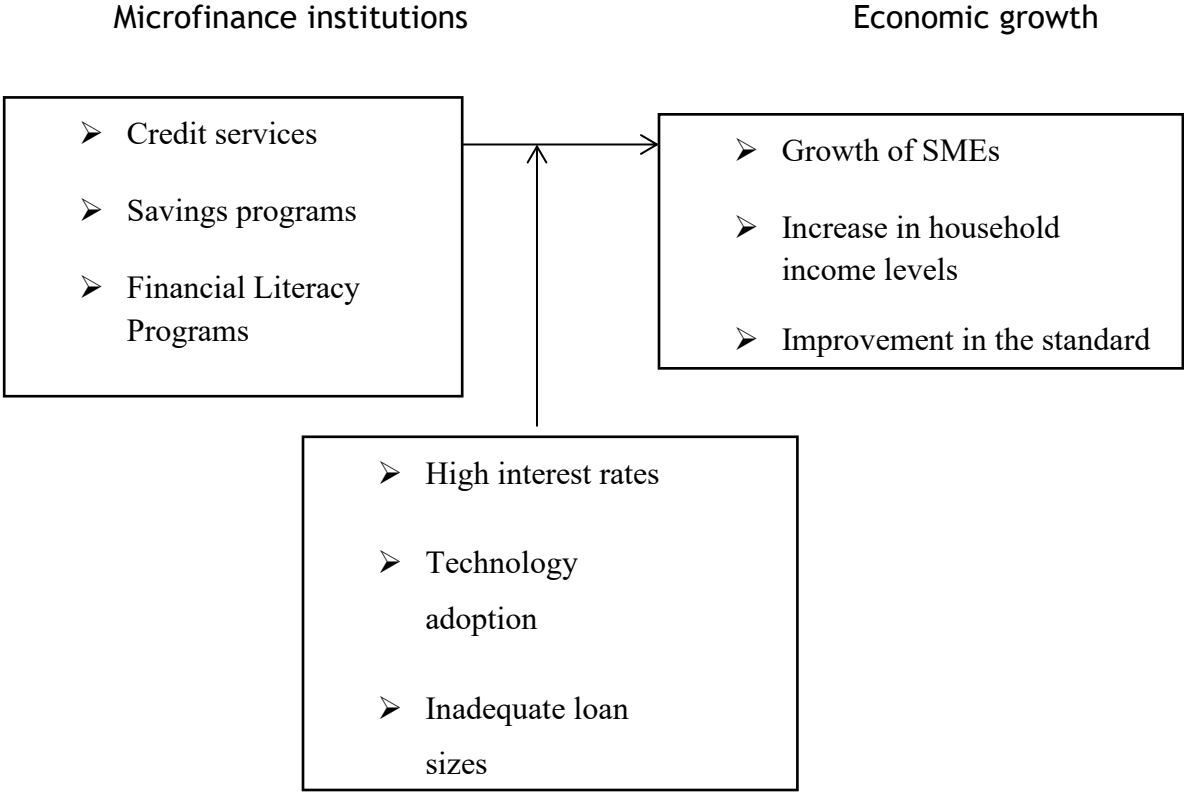 Microfinance institutions
Economic growth
➢ Credit services
➢ Savings programs
➢ Financial Literacy
Programs
➢ Growth of SMEs
➢ Increase in household
income levels
➢ Improvement in the standard
➢ High interest rates
➢ Technology
adoption
➢ Inadequate loan
sizes